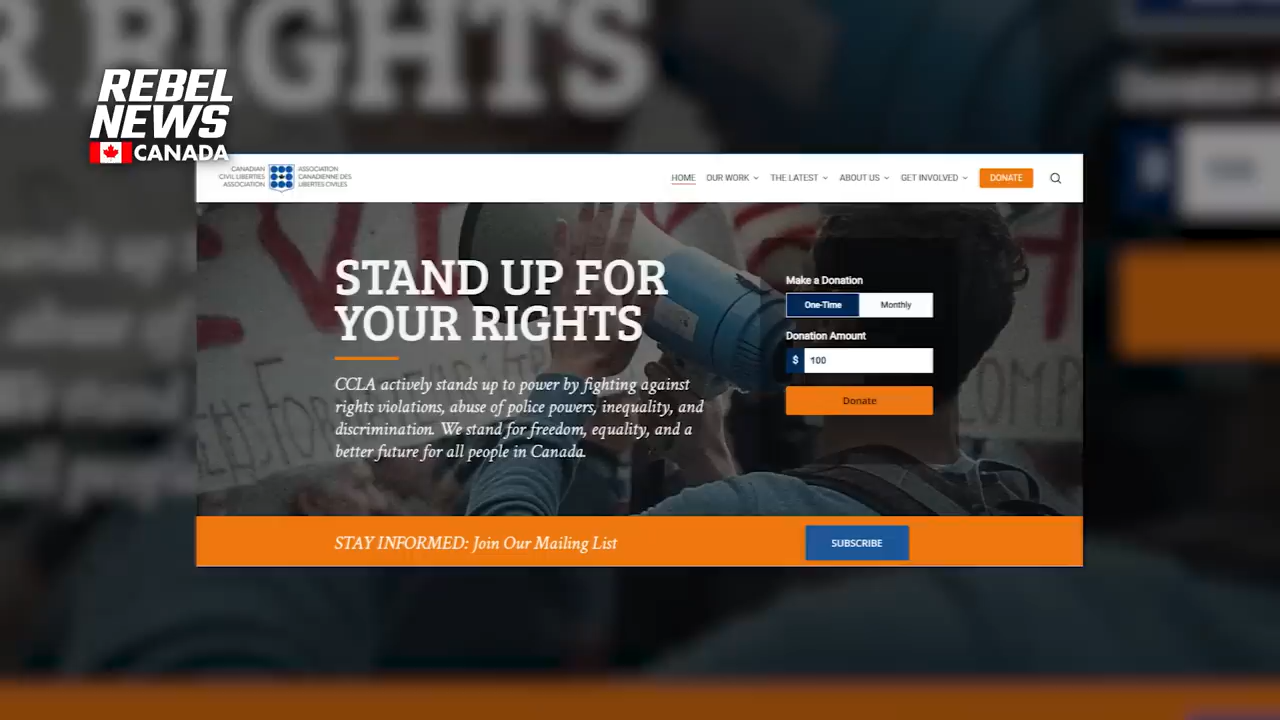 R RIGHTS
REBEL
NEWS
CANADA
CANADIAN
CIVIL LIBERTIES
ASSOCIATION
ASSOCIATION
CANADIENNE DES
LIBERTES CIVILES
HOME
OUR WORK
THE LATEST
ABOUT US
GET INVOLVED
DONATE
STAND UP FOR
YOUR RIGHTS
CCLA actively stands up to power by fighting against
rights violations, abuse of police powers, inequality, and
discrimination. We stand for freedom, equality, and a
better future for all people in Canada.
Make a Donation
One-Time
Monthly
Donation Amount
$
100
Donate
STAY INFORMED: Join Our Mailing List
SUBSCRIBE